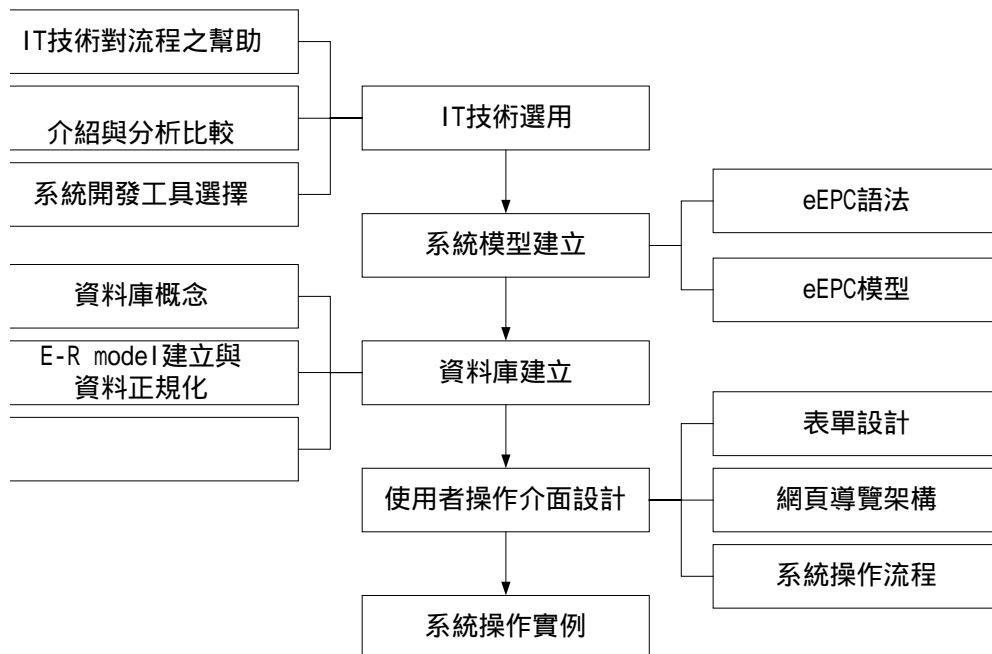 IT技術對流程之幫助
介紹與分析比較
系統開發工具選擇
IT技術選用
系統模型建立
eEPC語法
eEPC模型
資料庫概念
E-R model建立與
資料正規化
資料庫建立
使用者操作介面設計
表單設計
網頁導覽架構
系統操作流程
系統操作實例